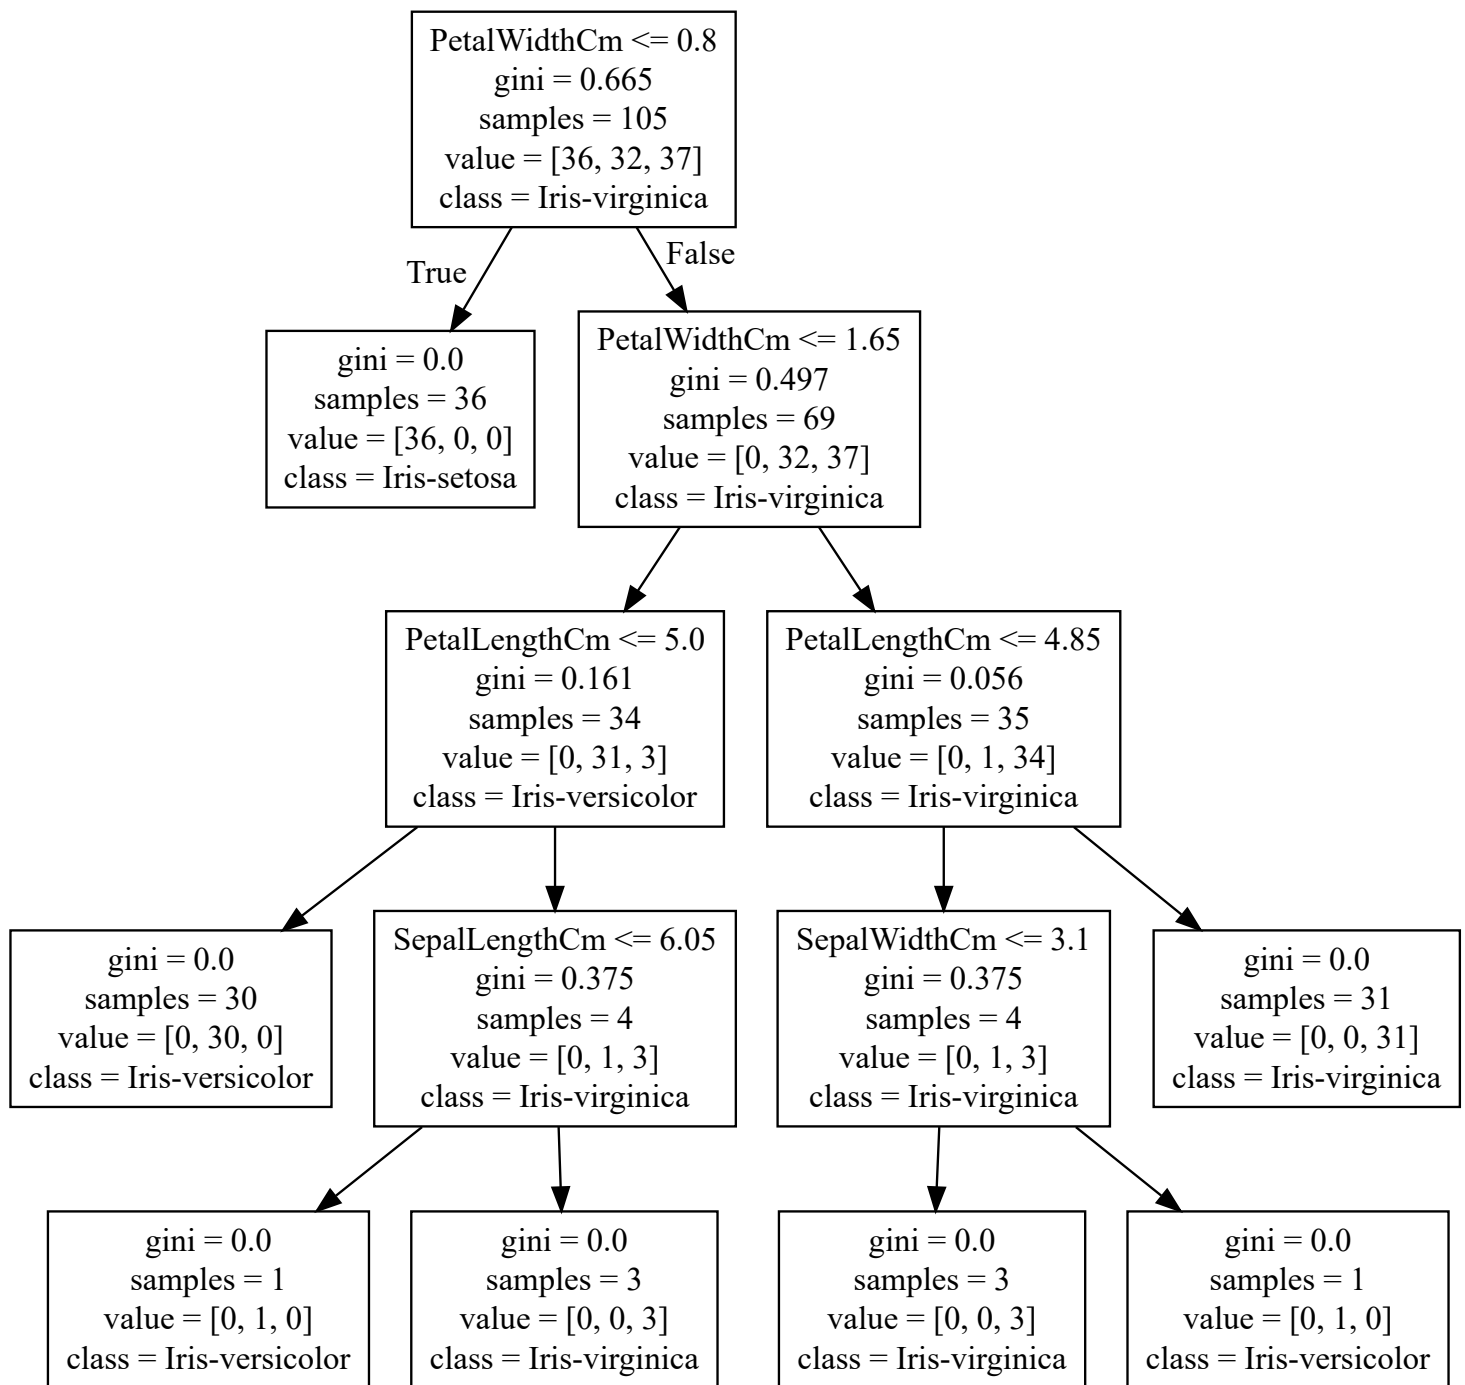 PetalWidthCm <= 0.8
gini = 0.665
samples = 105
value = [36, 32, 37]
class = Iris-virginica
True
False
gini = 0.0
samples = 36
value = [36, 0, 0]
class = Iris-setosa
PetalWidthCm <= 1.65
gini = 0.497
samples = 69
value = [0, 32, 37]
class = Iris-virginica
PetalLengthCm <= 5.0
gini = 0.161
samples = 34
value = [0, 31, 3]
class = Iris-versicolor
PetalLengthCm <= 4.85
gini = 0.056
samples = 35
value = [0, 1, 34]
class = Iris-virginica
gini = 0.0
samples = 30
value = [0, 30, 0]
class = Iris-versicolor
SepalLengthCm <= 6.05
gini = 0.375
samples = 4
value = [0, 1, 3]
class = Iris-virginica
SepalWidthCm <= 3.1
gini = 0.375
samples = 4
value = [0, 1, 3]
class = Iris-virginica
gini = 0.0
samples = 31
value = [0, 0, 31]
class = Iris-virginica
gini = 0.0
samples = 1
value = [0, 1, 0]
class = Iris-versicolor
gini = 0.0
samples = 3
value = [0, 0, 3]
class = Iris-virginica
gini = 0.0
samples = 3
value = [0, 0, 3]
class = Iris-virginica
gini = 0.0
samples = 1
value = [0, 1, 0]
class = Iris-versicolor